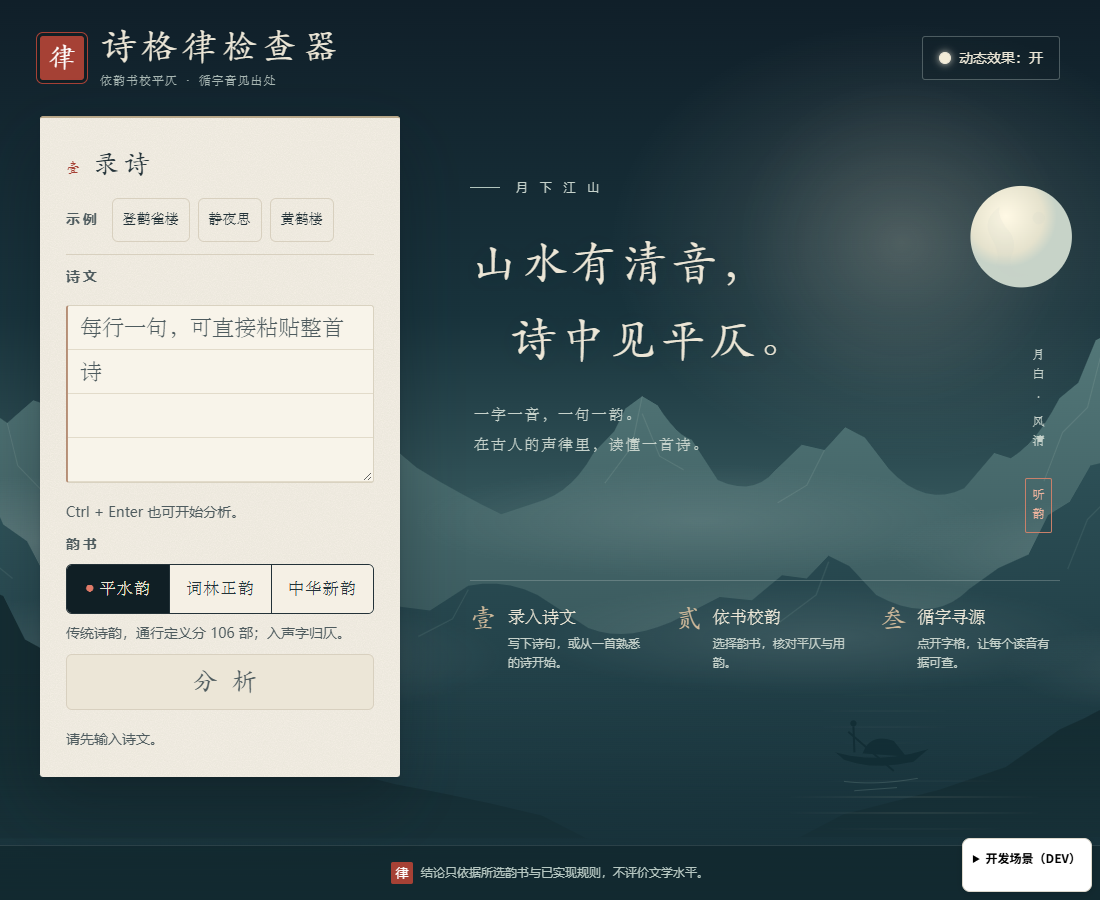 律
诗格律检查器
依韵书校平仄 · 循字音见出处
动态效果：开
壹 录诗
示例 登鹳雀楼 静夜思 黄鹤楼
诗文
每行一句，可直接粘贴整首
诗
Ctrl + Enter 也可开始分析。
韵书
平水韵 词林正韵 中华新韵
传统诗韵，通行定义分 106 部；入声字归仄。
分析
请先输入诗文。
月下江山
山水有清音，
诗中见平仄。
一字一音，一句一韵。
在古人的声律里，读懂一首诗。
月白·风清
听韵
壹 录入诗文
写下诗句，或从一首熟悉
的诗开始。
贰 依书校韵
选择韵书，核对平仄与用
韵。
叁 循字寻源
点开字格，让每个读音有
据可查。
律 结论只依据所选韵书与已实现规则，不评价文学水平。
开发场景（DEV）